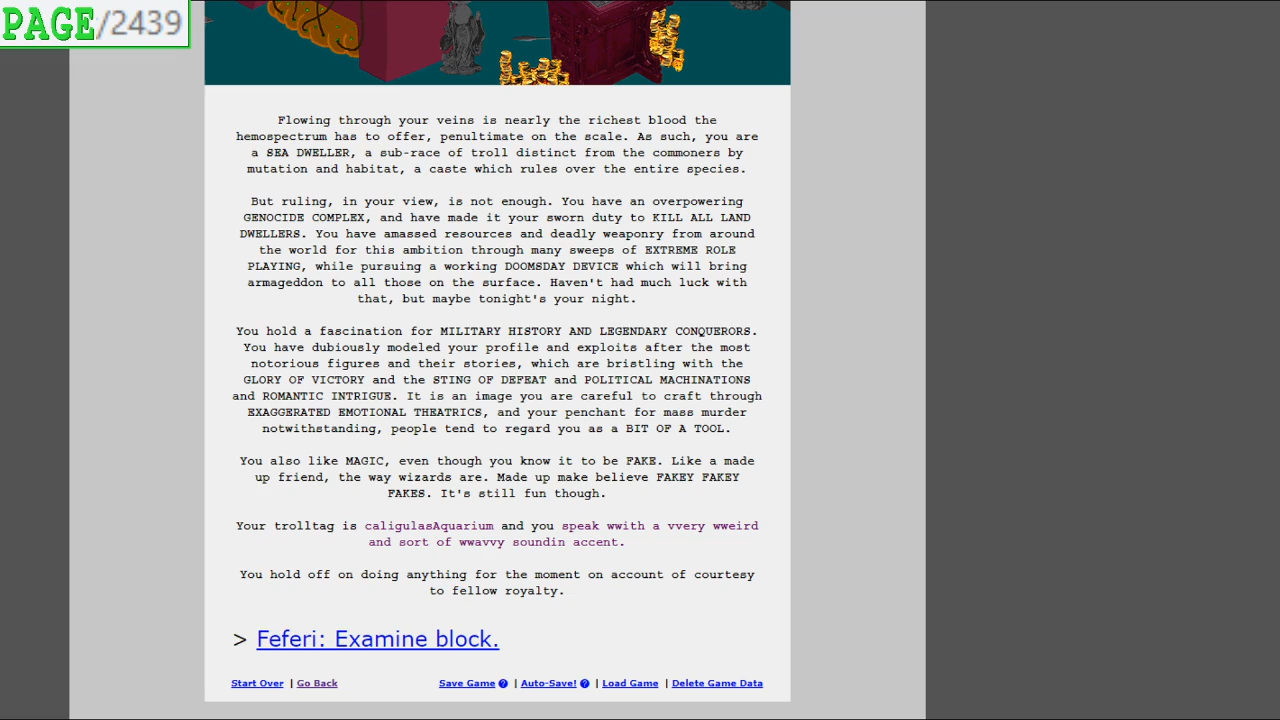 PAGE/2439
Flowing through your veins is nearly the richest blood the
hemospectrum has to offer, penultimate on the scale. As such, you are
a SEA DWELLER, a sub-race of troll distinct from the commoners by
mutation and habitat, a caste which rules over the entire species.
But ruling, in your view, is not enough. You have an overpowering
GENOCIDE COMPLEX, and have made it your sworn duty to KILL ALL LAND
DWELLERS. You have amassed resources and deadly weaponry from around
the world for this ambition through many sweeps of EXTREME ROLE
PLAYING, while pursuing a working DOOMSDAY DEVICE which will bring
armageddon to all those on the surface. Haven't had much luck with
that, but maybe tonight's your night.
You hold a fascination for MILITARY HISTORY AND LEGENDARY CONQUERORS.
You have dubiously modeled your profile and exploits after the most
notorious figures and their stories, which are bristling with the
GLORY OF VICTORY and the STING OF DEFEAT and POLITICAL MACHINATIONS
and ROMANTIC INTRIGUE. It is an image you are careful to craft through
EXAGGERATED EMOTIONAL THEATRICS, and your penchant for mass murder
notwithstanding, people tend to regard you as a BIT OF A TOOL.
You also like MAGIC, even though you know it to be FAKE. Like a made
up friend, the way wizards are. Made up make believe FAKEY FAKEY
FAKES. It's still fun though.
Your trolltag is caligulasAquarium and you speak wwith a vvery wweird
and sort of wwavvy soundin accent.
You hold off on doing anything for the moment on account of courtesy
to fellow royalty.
> Feferi: Examine block.
Start Over | Go Back Save Game ? | Auto-Save! ? | Load Game | Delete Game Data